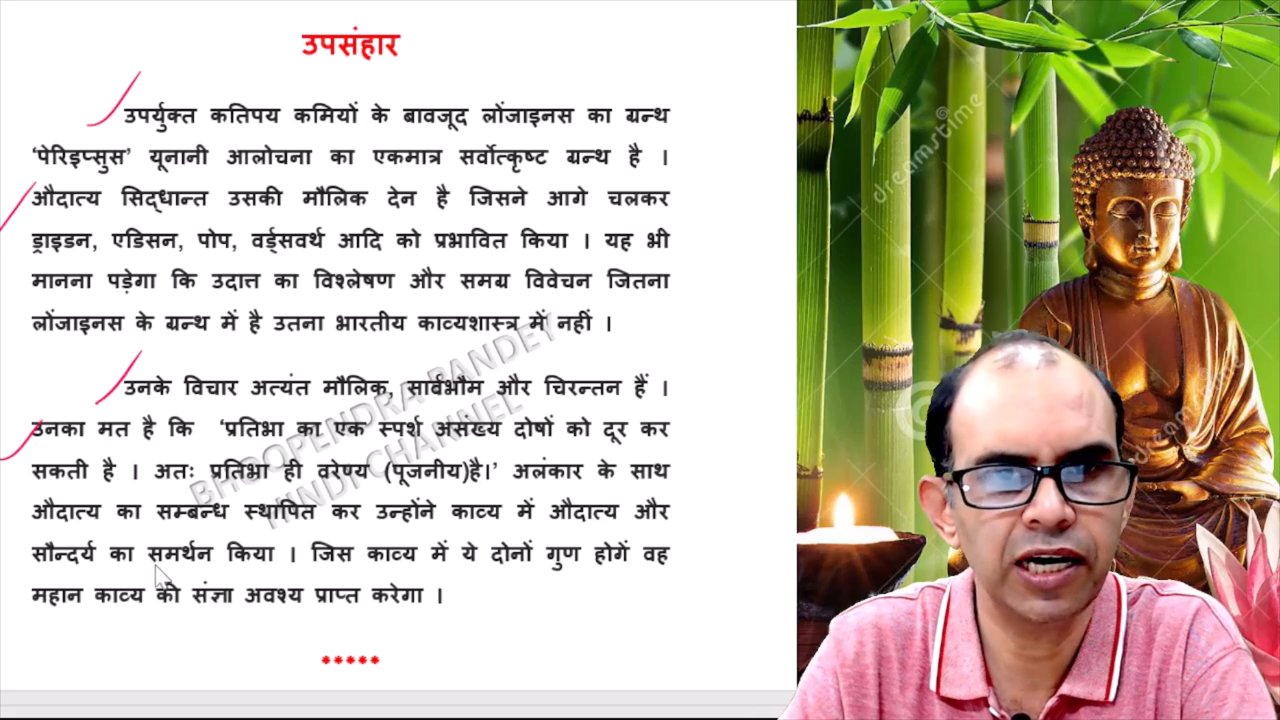 उपसंहार
उपर्युक्त कतिपय कमियों के बावजूद लोंजाइनस का ग्रन्थ
‘पेरिइप्सुस’ यूनानी आलोचना का एकमात्र सर्वोत्कृष्ट ग्रन्थ है ।
औदात्य सिद्धान्त उसकी मौलिक देन है जिसने आगे चलकर
ड्राइडन, एडिसन, पोप, वर्ड्सवर्थ आदि को प्रभावित किया । यह भी
मानना पड़ेगा कि उदात्त का विश्लेषण और समग्र विवेचन जितना
लोंजाइनस के ग्रन्थ में है उतना भारतीय काव्यशास्त्र में नहीं ।
उनके विचार अत्यंत मौलिक, सार्वभौम और चिरन्तन हैं ।
उनका मत है कि ‘प्रतिभा का एक स्पर्श असंख्य दोषों को दूर कर
सकती है । अतः प्रतिभा ही वरेण्य (पूजनीय)है।’ अलंकार के साथ
औदात्य का सम्बन्ध स्थापित कर उन्होंने काव्य में औदात्य और
सौन्दर्य का समर्थन किया । जिस काव्य में ये दोनों गुण होगें वह
महान काव्य की संज्ञा अवश्य प्राप्त करेगा ।
*****
BHOOPENDRA PANDEY
HINDI CHANNEL
dreamstime
dreamstime